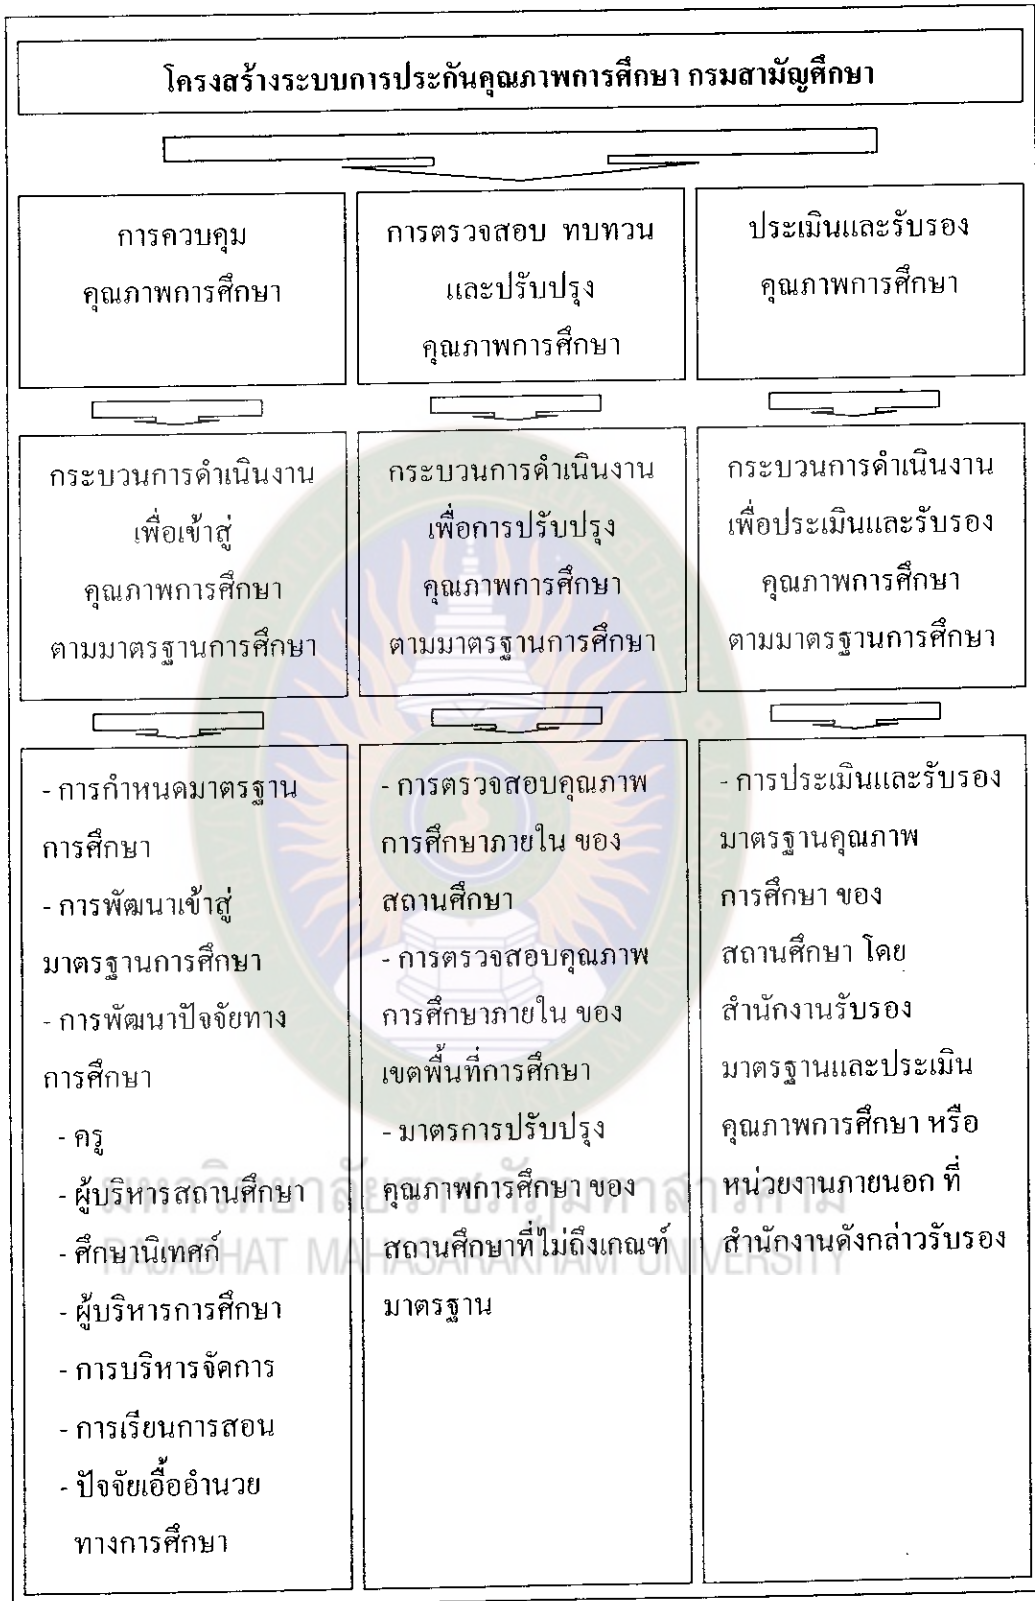 โครงสร้างระบบการประกันคุณภาพการศึกษา กรมสามัญศึกษา
การควบคุม
คุณภาพการศึกษา
การตรวจสอบ ทบทวน
และปรับปรุง
คุณภาพการศึกษา
ประเมินและรับรอง
คุณภาพการศึกษา
กระบวนการดำเนินงาน
เพื่อเข้าสู่
คุณภาพการศึกษา
ตามมาตรฐานการศึกษา
กระบวนการดำเนินงาน
เพื่อการปรับปรุง
คุณภาพการศึกษา
ตามมาตรฐานการศึกษา
กระบวนการดำเนินงาน
เพื่อประเมินและรับรอง
คุณภาพการศึกษา
ตามมาตรฐานการศึกษา
- การกำหนดมาตรฐาน
การศึกษา
- การพัฒนาเข้าสู่
มาตรฐานการศึกษา
- การพัฒนาปัจจัยทาง
การศึกษา
- ครู
- ผู้บริหารสถานศึกษา
- ศึกษานิเทศก์
- ผู้บริหารการศึกษา
- การบริหารจัดการ
- การเรียนการสอน
- ปัจจัยเอื้ออำนวย
ทางการศึกษา
- การตรวจสอบคุณภาพ
การศึกษาภายใน ของ
สถานศึกษา
- การตรวจสอบคุณภาพ
การศึกษาภายใน ของ
เขตพื้นที่การศึกษา
- มาตรการปรับปรุง
คุณภาพการศึกษา ของ
สถานศึกษาที่ไม่ถึงเกณฑ์
มาตรฐาน
- การประเมินและรับรอง
มาตรฐานคุณภาพ
การศึกษา ของ
สถานศึกษา โดย
สำนักงานรับรอง
มาตรฐานและประเมิน
คุณภาพการศึกษา หรือ
หน่วยงานภายนอก ที่
สำนักงานดังกล่าวรับรอง
มหาวิทยาลัยราชภัฏมหาสารคาม
RAJABHAT MAHASARAKHAM UNIVERSITY